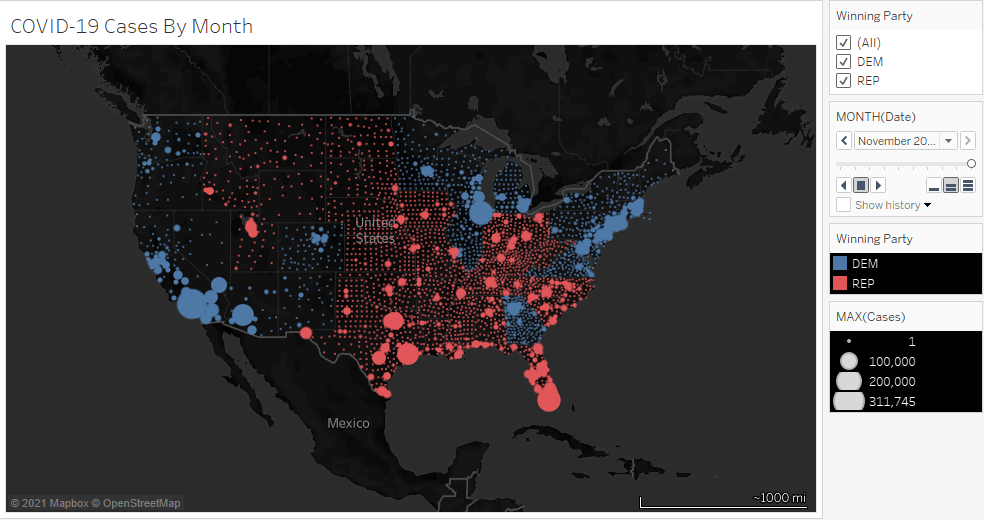 COVID-19 Cases By Month
United
States
Mexico
© 2021 Mapbox © OpenStreetMap
~1000 mi
Winning Party
(All)
DEM
REP
MONTH(Date)
November 20...
Show history
Winning Party
DEM
REP
MAX(Cases)
1
100,000
200,000
311,745